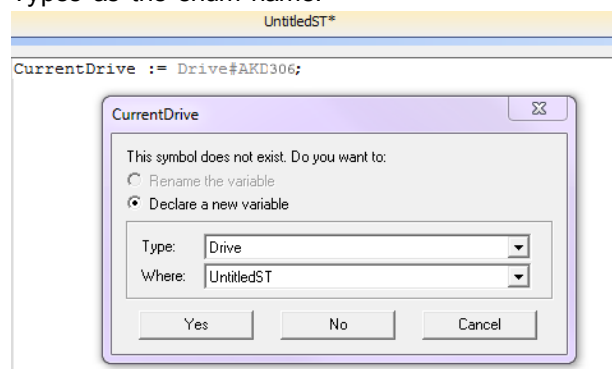 Types as the enum name.
UntitledST*
CurrentDrive := Drive#AKD306;
CurrentDrive
This symbol does not exist. Do you want to:
Rename the variable
Declare a new variable
Type: Drive
Where: UntitledST
Yes No Cancel